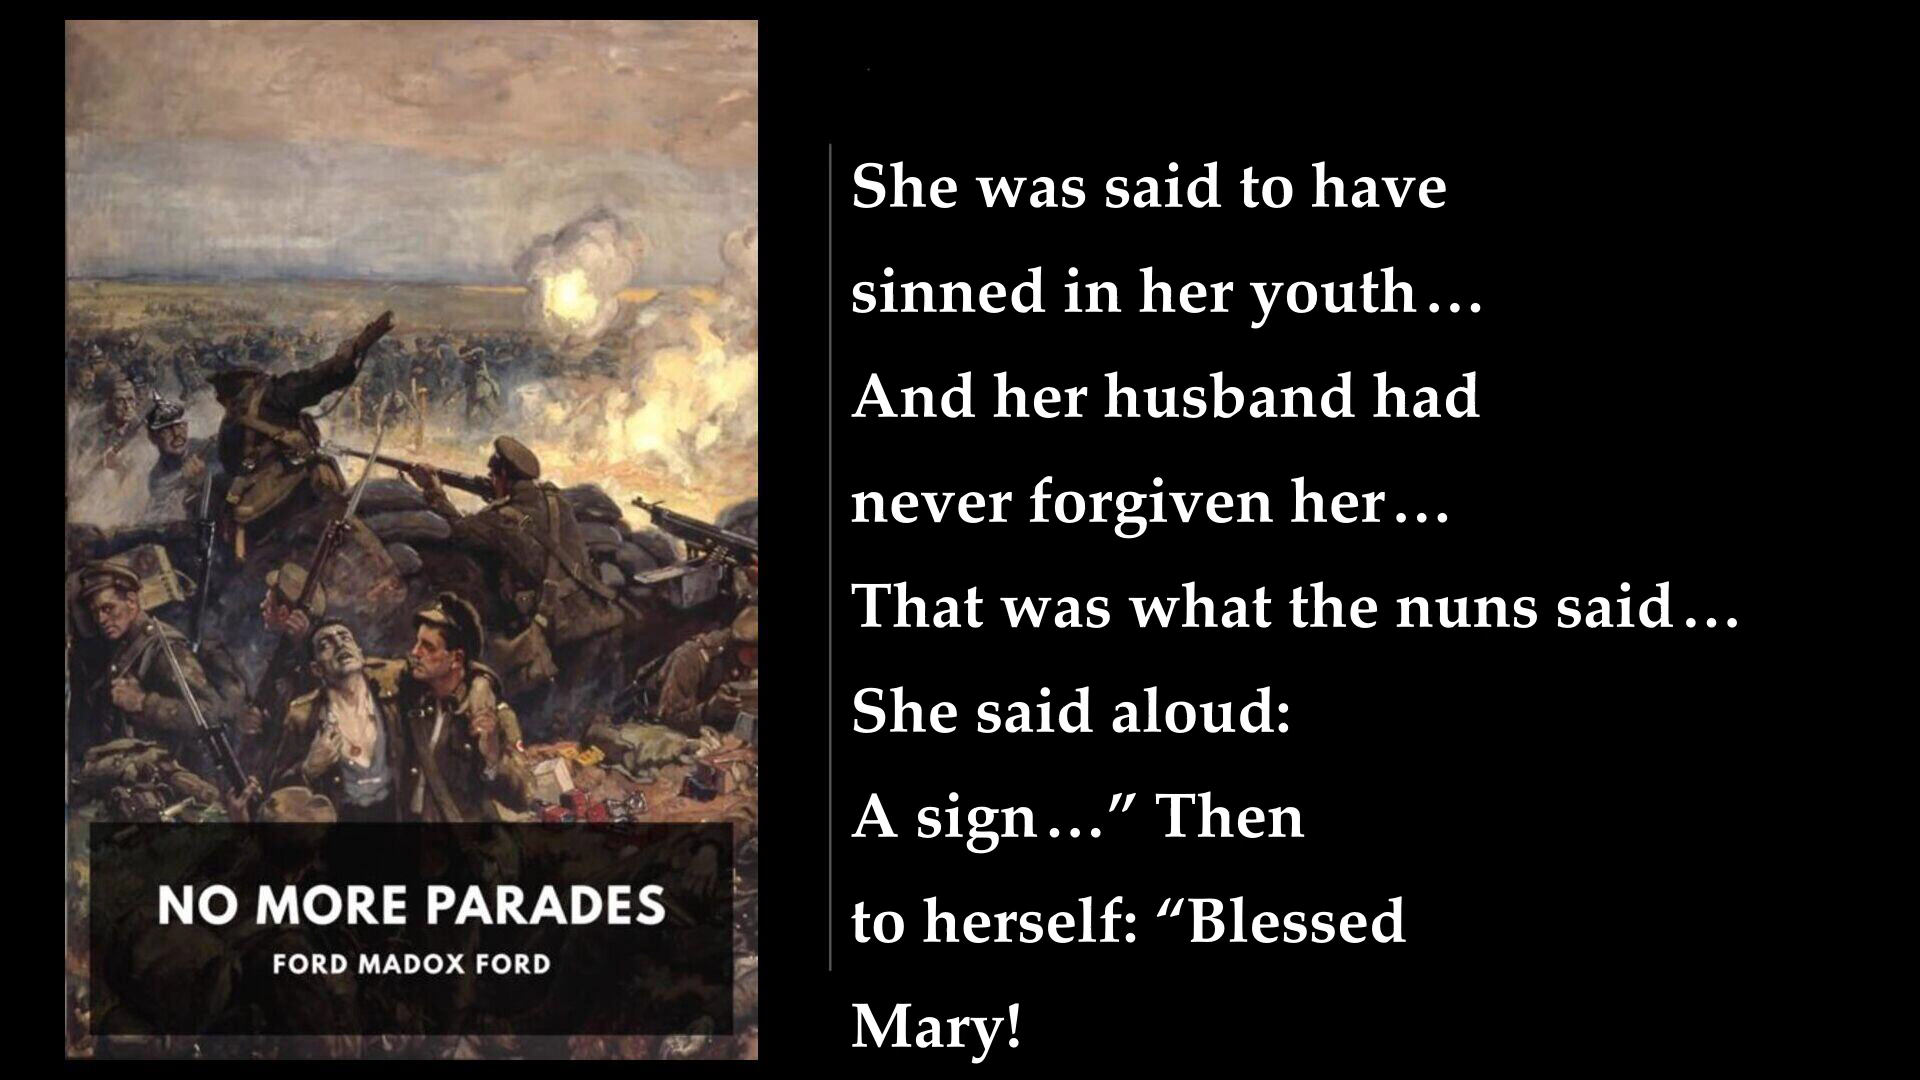 NO MORE PARADES
FORD MADOX FORD
She was said to have
sinned in her youth…
And her husband had
never forgiven her…
That was what the nuns said…
She said aloud:
A sign…” Then
to herself: “Blessed
Mary!